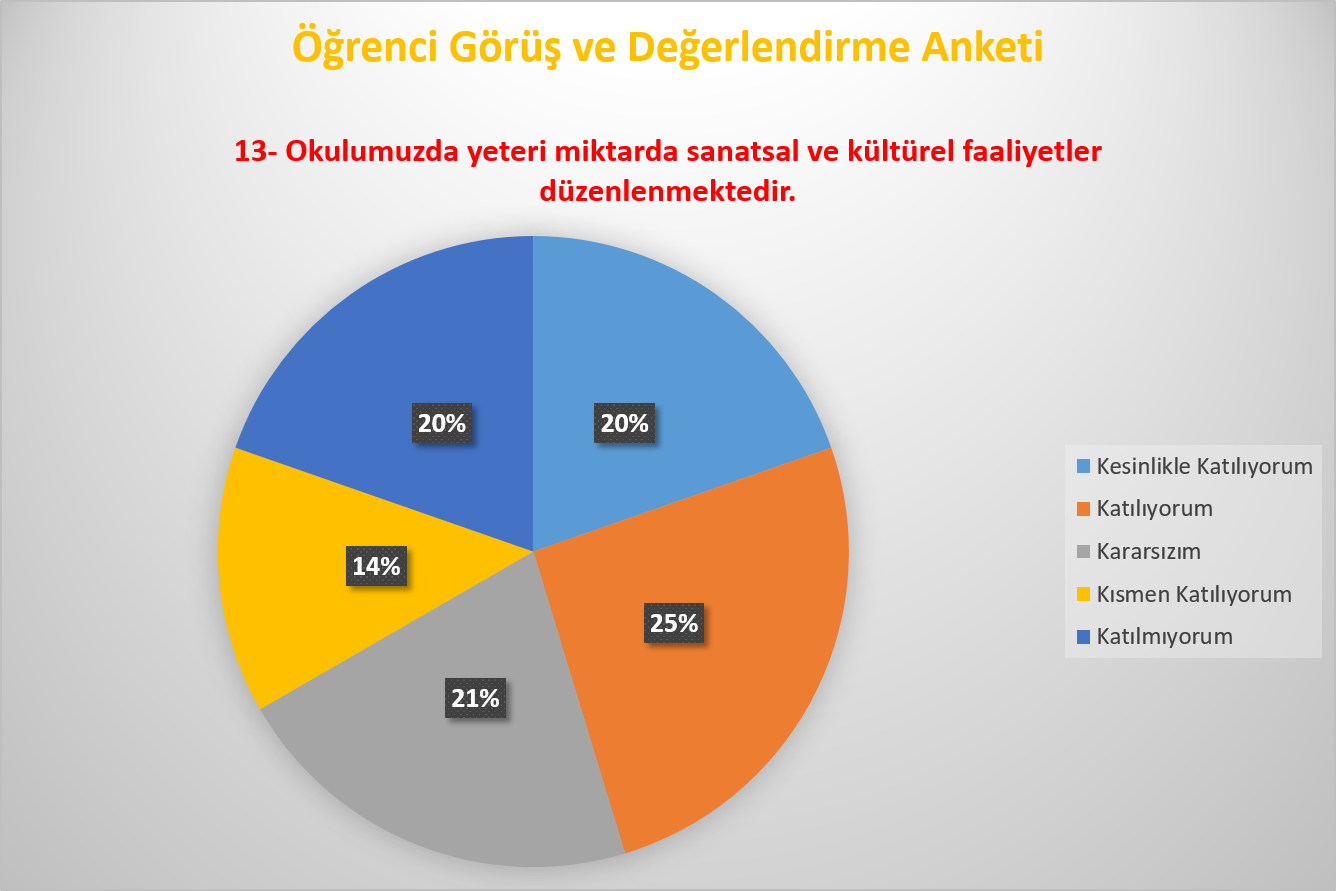 Öğrenci Görüş ve Değerlendirme Anketi
13- Okulumuzda yeteri miktarda sanatsal ve kültürel faaliyetler
düzenlenmektedir.
20%
20%
14%
25%
21%
Kesinlikle Katılıyorum
Katılıyorum
Kararsızım
Kısmen Katılıyorum
Katılmıyorum